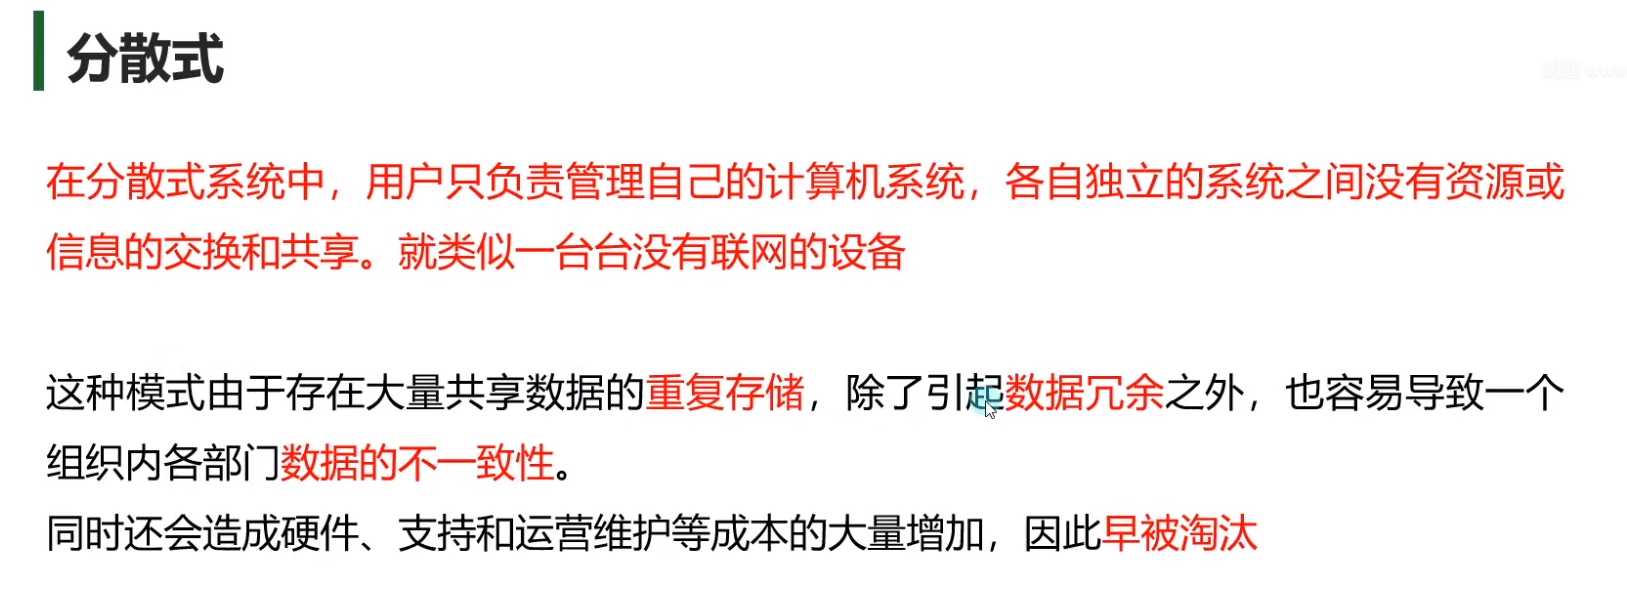 分散式
在分散式系统中，用户只负责管理自己的计算机系统，各自独立的系统之间没有资源或
信息的交换和共享。就类似一台台没有联网的设备
这种模式由于存在大量共享数据的重复存储，除了引起数据冗余之外，也容易导致一个
组织内各部门数据的不一致性。
同时还会造成硬件、支持和运营维护等成本的大量增加，因此早被淘汰